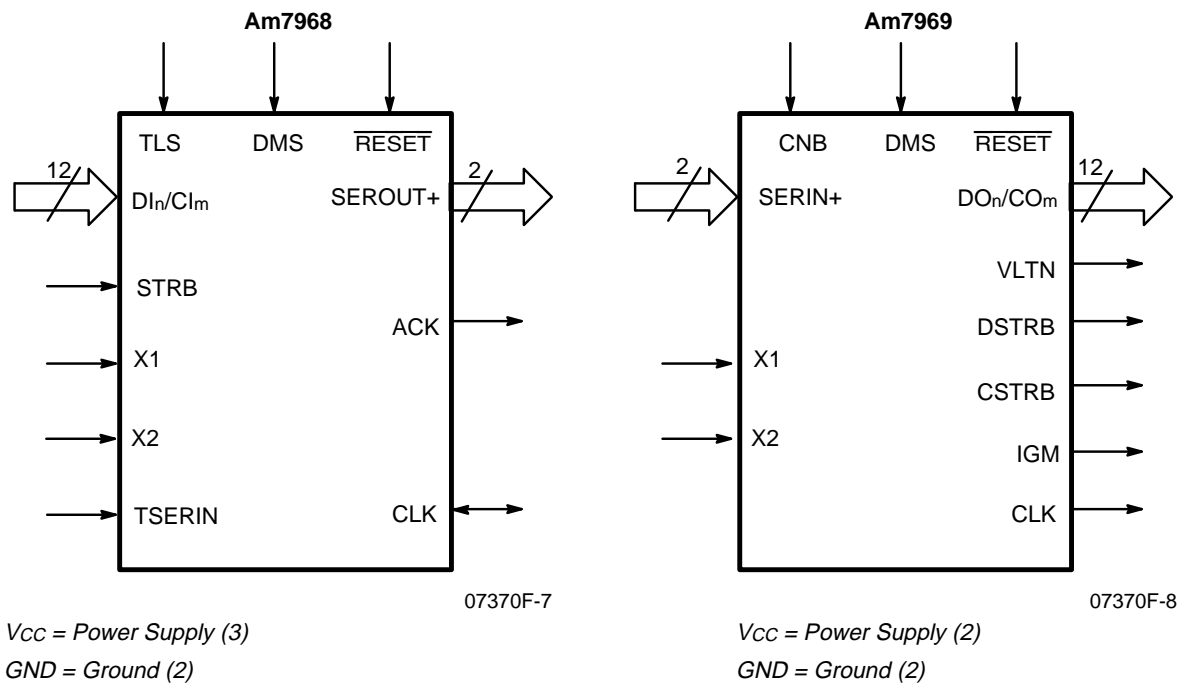 Am7968
TLS DMS RESET
12
DIn/CIm
SEROUT+
2
STRB
ACK
X1
X2
TSERIN
CLK
07370F-7
VCC = Power Supply (3)
GND = Ground (2)
Am7969
CNB DMS RESET
2
SERIN+
DOn/COm
12
VLTN
DSTRB
X1
CSTRB
X2
IGM
CLK
07370F-8
VCC = Power Supply (2)
GND = Ground (2)